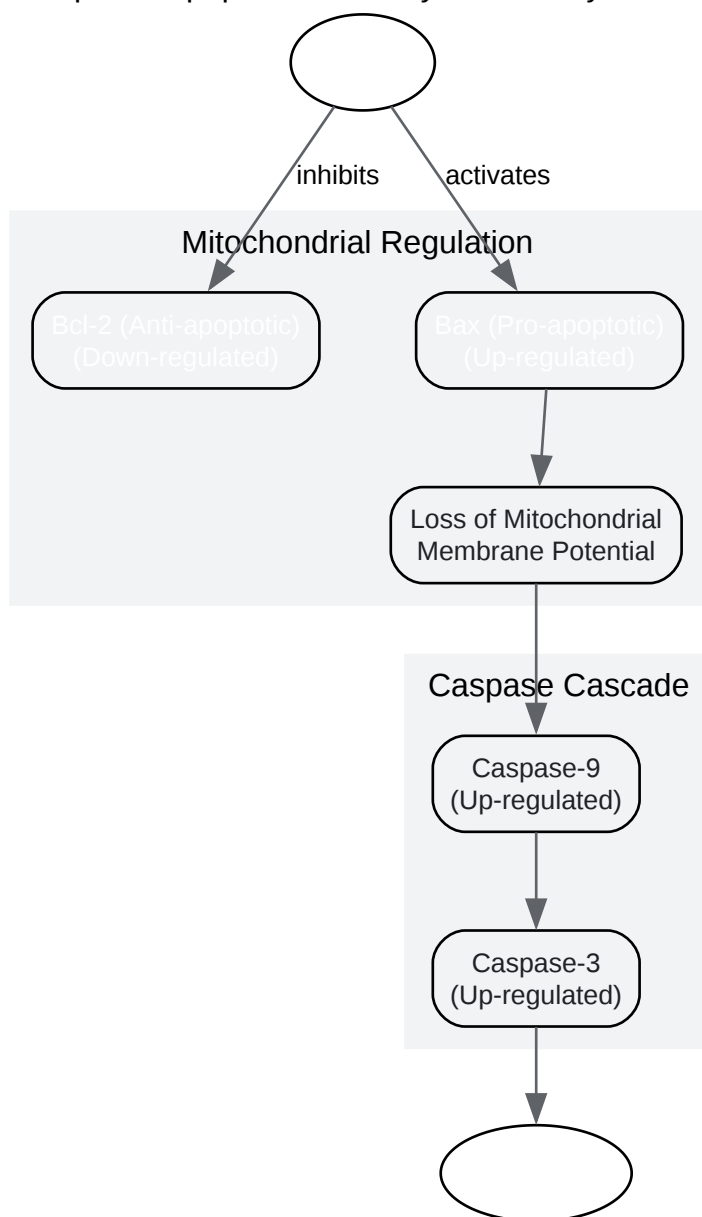 inhibits
activates
Mitochondrial Regulation
Bcl-2 (Anti-apoptotic)
(Down-regulated)
Bax (Pro-apoptotic)
(Up-regulated)
Loss of Mitochondrial
Membrane Potential
Caspase Cascade
Caspase-9
(Up-regulated)
Caspase-3
(Up-regulated)